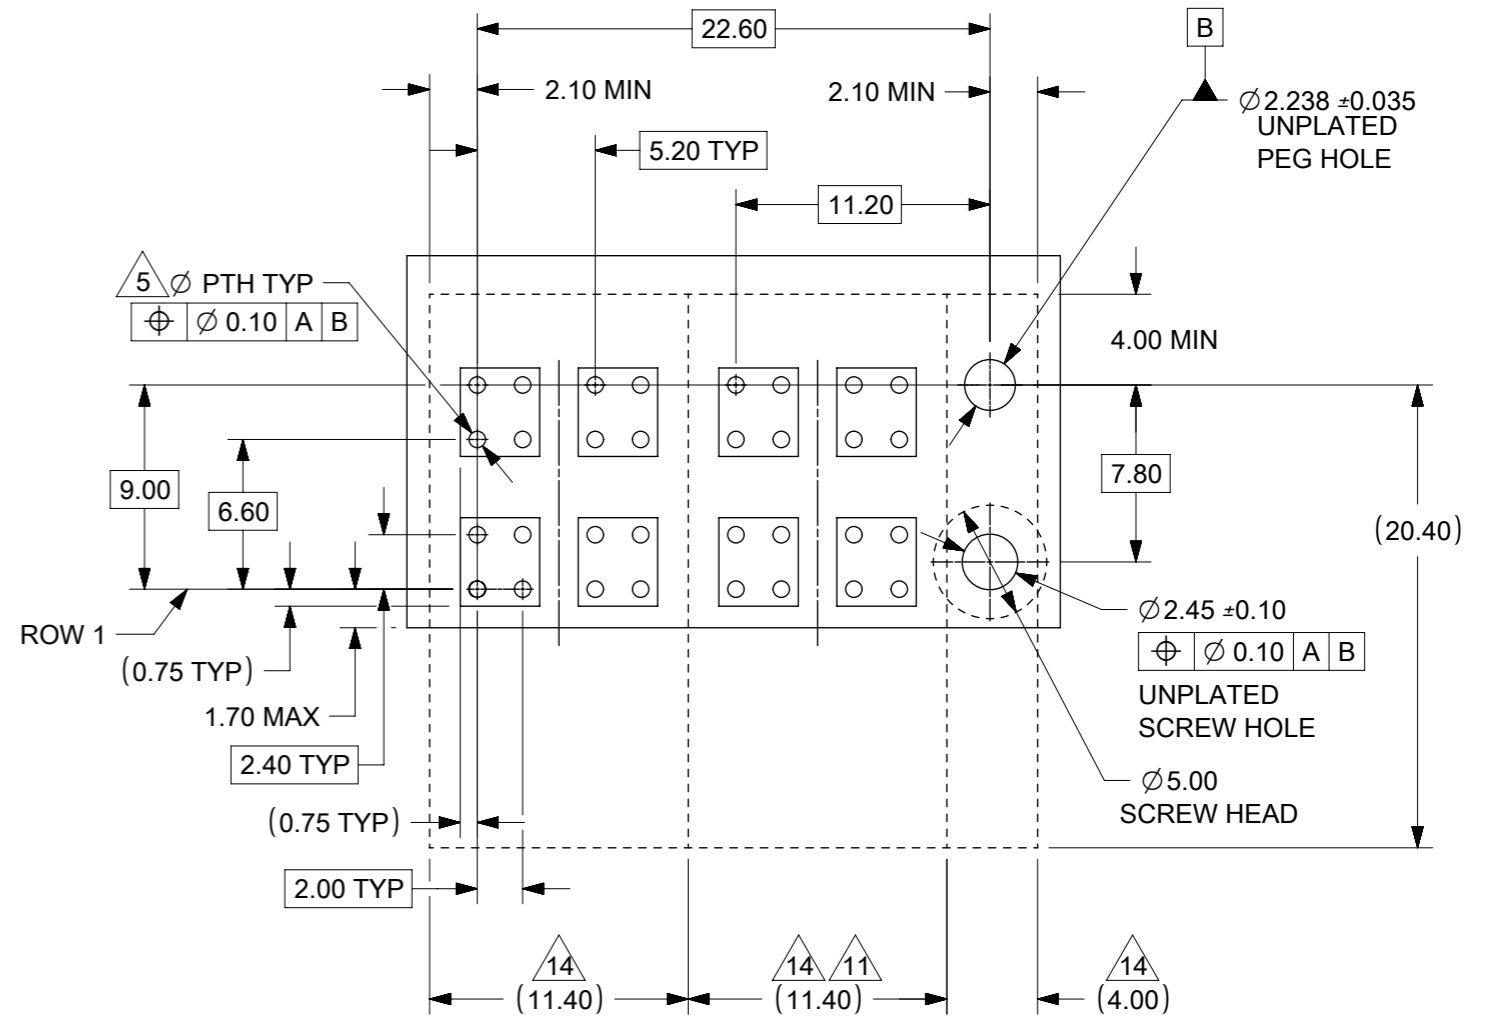 22.60
B
2.10 MIN
2.10 MIN
Ø2.238 ±0.035
UNPLATED
PEG HOLE
5.20 TYP
11.20
5 Ø PTH TYP
⌖ Ø 0.10 A B
4.00 MIN
9.00
6.60
7.80
(20.40)
ROW 1
(0.75 TYP)
1.70 MAX
2.40 TYP
Ø2.45 ±0.10
⌖ Ø 0.10 A B
UNPLATED
SCREW HOLE
Ø5.00
SCREW HEAD
(0.75 TYP)
2.00 TYP
14
(11.40)
14 11
(11.40)
14
(4.00)